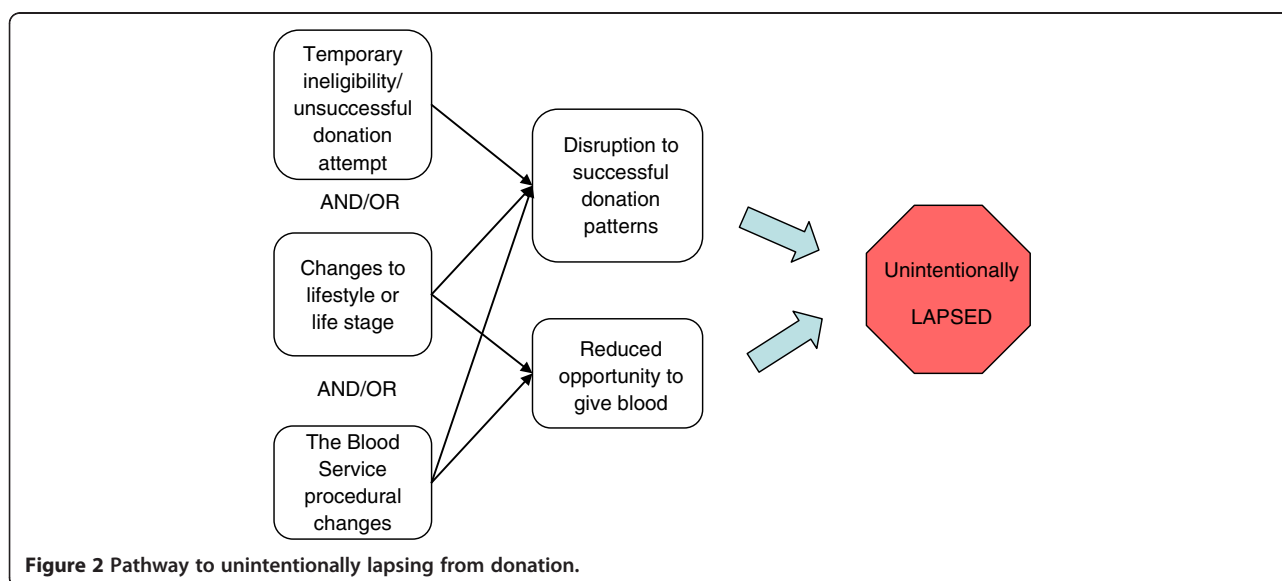 Temporary
ineligibility/
unsuccessful
donation
attempt
AND/OR
Changes to
lifestyle or
life stage
AND/OR
The Blood
Service
procedural
changes
Disruption to
successful
donation
patterns
Reduced
opportunity to
give blood
Unintentionally
LAPSED
Figure 2 Pathway to unintentionally lapsing from donation.